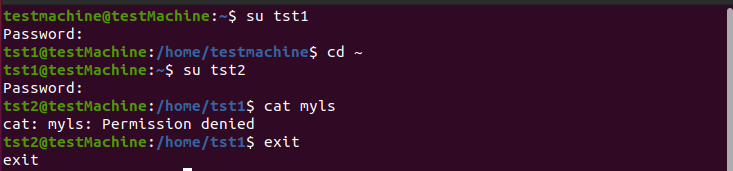 testmachine@testMachine:~$ su tst1
Password:
tst1@testMachine:/home/testmachine$ cd ~
tst1@testMachine:~$ su tst2
Password:
tst2@testMachine:/home/tst1$ cat myls
cat: myls: Permission denied
tst2@testMachine:/home/tst1$ exit
exit